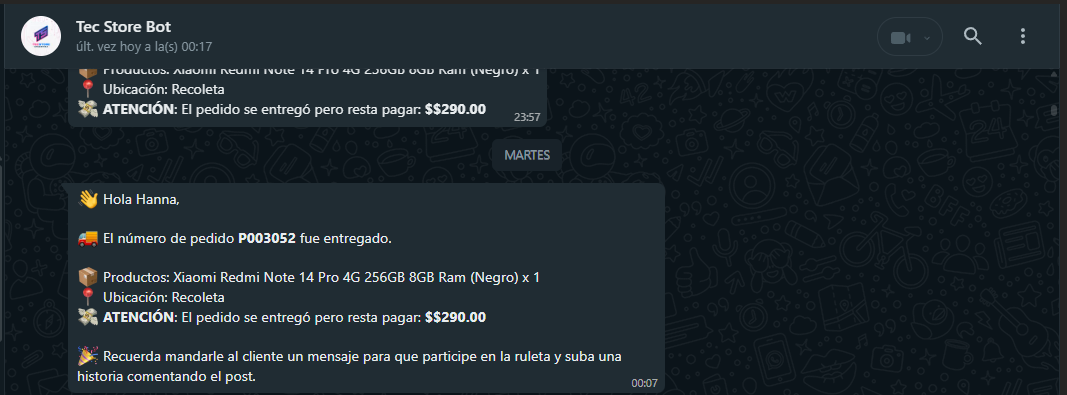 Tec Store Bot
últ. vez hoy a la(s) 00:17
Productos: Xiaomi Redmi Note 14 Pro 4G 256GB 8GB Ram (Negro) x 1
Ubicación: Recoleta
ATENCIÓN: El pedido se entregó pero resta pagar: $$290.00
23:57
MARTES
👋 Hola Hanna,
🚚 El número de pedido P003052 fue entregado.
📦 Productos: Xiaomi Redmi Note 14 Pro 4G 256GB 8GB Ram (Negro) x 1
📍 Ubicación: Recoleta
💸 ATENCIÓN: El pedido se entregó pero resta pagar: $$290.00
🎉 Recuerda mandarle al cliente un mensaje para que participe en la ruleta y suba una
historia comentando el post.
00:07